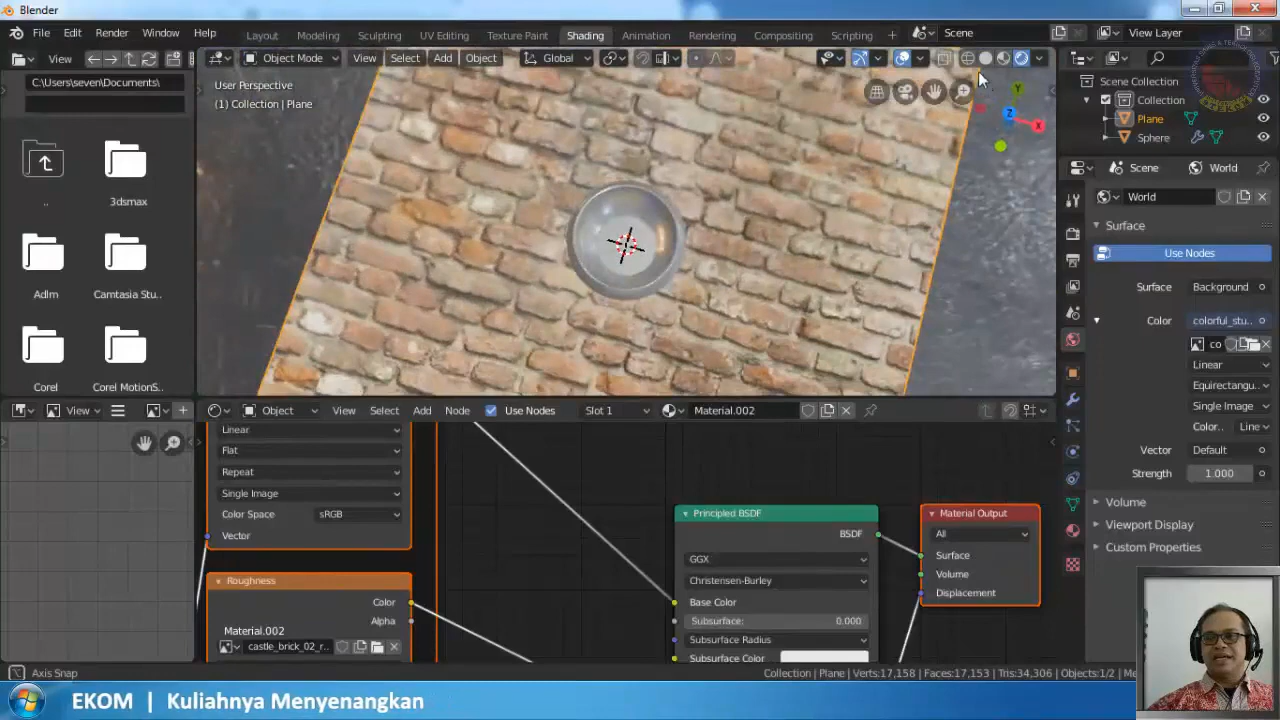 Blender
File Edit Render Window Help
Layout Modeling Sculpting UV Editing Texture Paint Shading Animation Rendering Compositing Scripting
Scene
View Layer
View
Object Mode View Select Add Object Global
C:\Users\seven\Documents\
..
3dsmax
Adlm
Camtasia Stu..
Corel
Corel MotionS..
User Perspective
(1) Collection | Plane
Y
Z
X
Scene Collection
Collection
Plane
Sphere
Scene
World
World
Surface
Use Nodes
Surface Background
Color colorful_stu..
co
Linear
Equirectangu..
Single Image
Color.. Line
Vector Default
Strength 1.000
Volume
Viewport Display
Custom Properties
View
Object View Select Add Node Use Nodes Slot 1 Material.002
Linear
Flat
Repeat
Single Image
Color Space sRGB
Vector
Roughness
Color
Alpha
Material.002
castle_brick_02_r..
Principled BSDF
BSDF
GGX
Christensen-Burley
Base Color
Subsurface: 0.000
Subsurface Radius
Subsurface Color
Material Output
All
Surface
Volume
Displacement
Axis Snap
Collection | Plane | Verts:17,158 | Faces:17,153 | Tris:34,306 | Objects:1/2 | Me
EKOM | Kuliahnya Menyenangkan